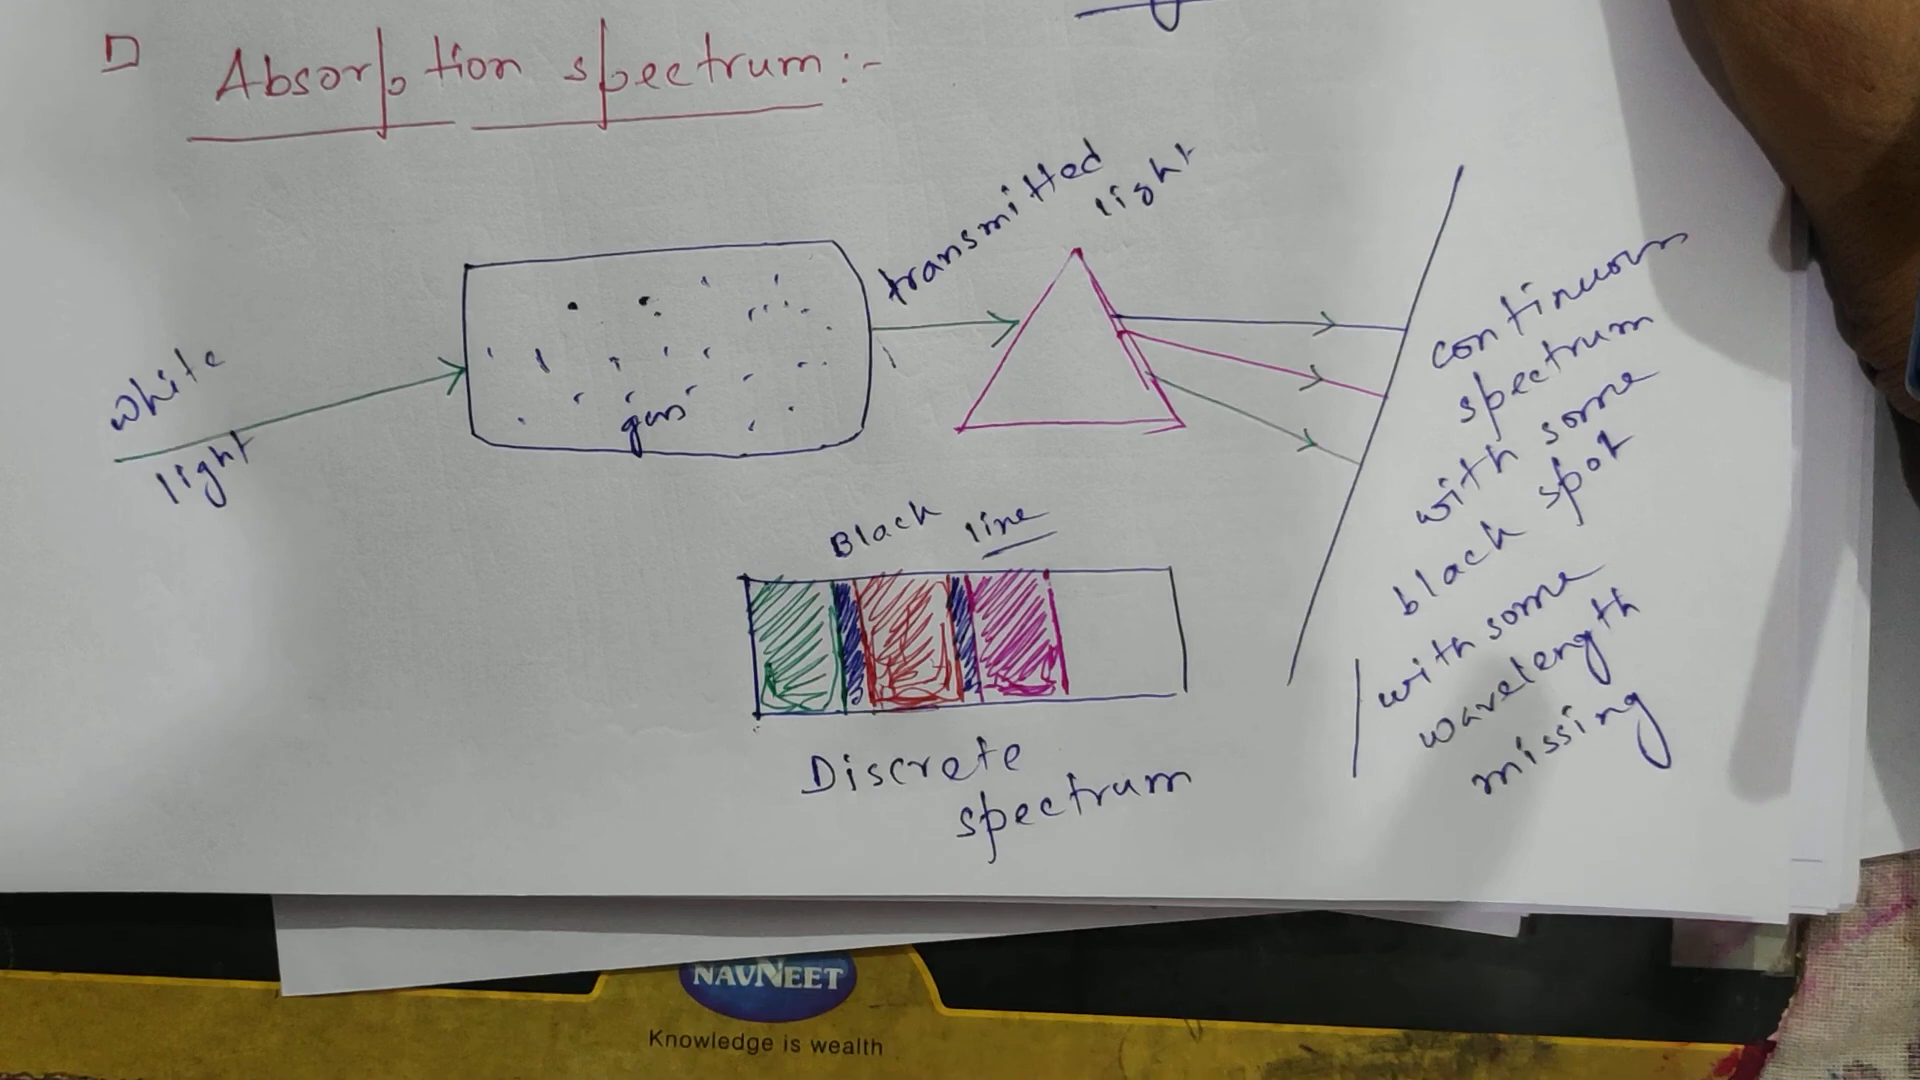 Absorption spectrum :-
transmitted
light
white
light
gas
continuous
spectrum
with some
black spot
with some
wavelength
missing
Black line
Discrete
spectrum
NAVNEET
Knowledge is wealth